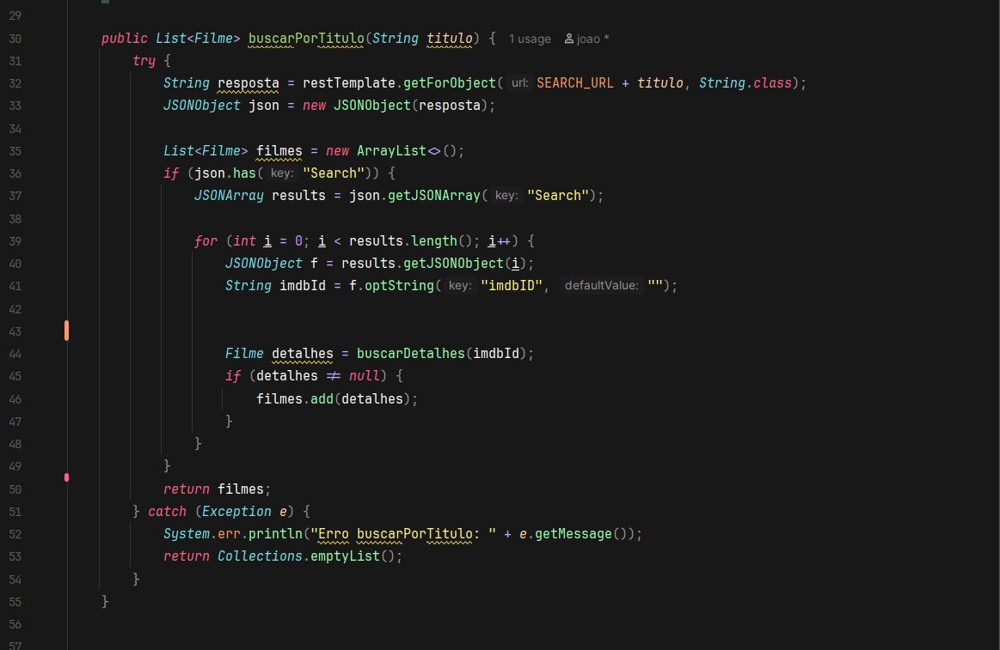 29
30 public List<Filme> buscarPorTitulo(String titulo) { 1 usage joao *
31 try {
32 String resposta = restTemplate.getForObject( url: SEARCH_URL + titulo, String.class);
33 JSONObject json = new JSONObject(resposta);
34
35 List<Filme> filmes = new ArrayList<>();
36 if (json.has( key: "Search")) {
37 JSONArray results = json.getJSONArray( key: "Search");
38
39 for (int i = 0; i < results.length(); i++) {
40 JSONObject f = results.getJSONObject(i);
41 String imdbId = f.optString( key: "imdbID", defaultValue: "");
42
43
44 Filme detalhes = buscarDetalhes(imdbId);
45 if (detalhes ≠ null) {
46 filmes.add(detalhes);
47 }
48 }
49 }
50 return filmes;
51 } catch (Exception e) {
52 System.err.println("Erro buscarPorTitulo: " + e.getMessage());
53 return Collections.emptyList();
54 }
55 }
56
57